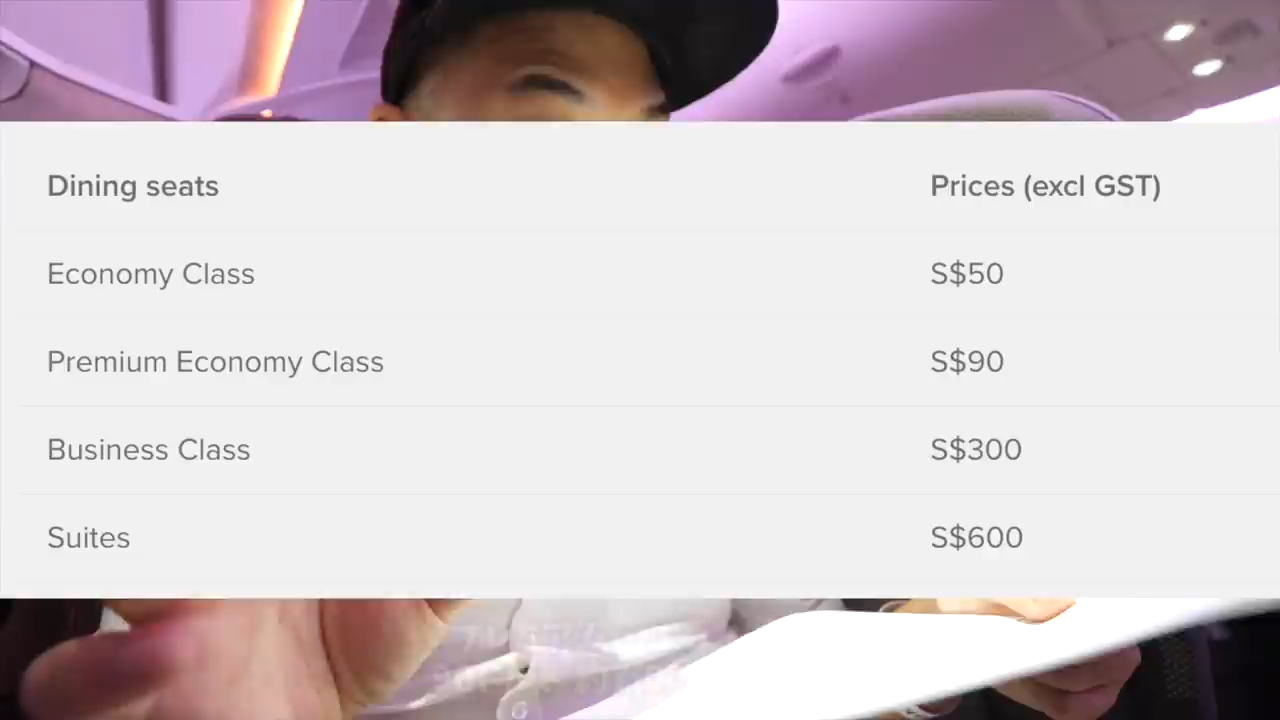 Dining seats Prices (excl GST)
Economy Class S$50
Premium Economy Class S$90
Business Class S$300
Suites S$600